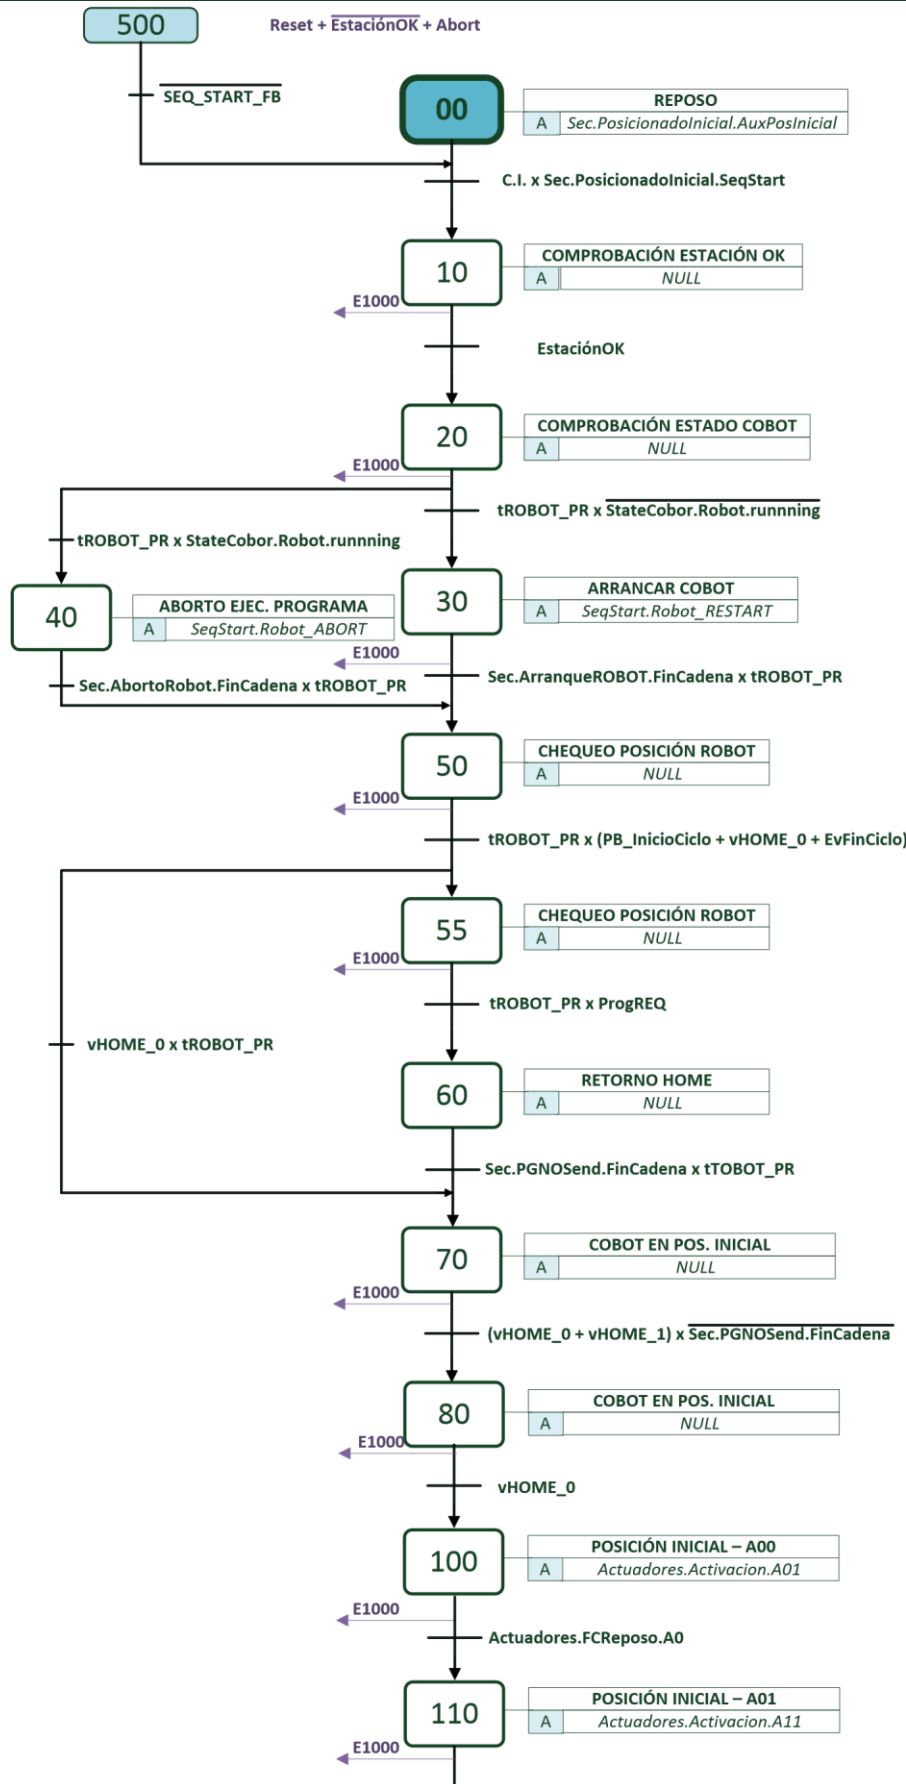 500
Reset + EstaciónOK + Abort
SEQ_START_FB
00
REPOSO
A Sec.PosicionadoInicial.AuxPosInicial
C.I. x Sec.PosicionadoInicial.SeqStart
10
COMPROBACIÓN ESTACIÓN OK
A NULL
E1000
EstaciónOK
20
COMPROBACIÓN ESTADO COBOT
A NULL
E1000
tROBOT_PR x StateCobor.Robot.runnning
tROBOT_PR x StateCobor.Robot.runnning
40
ABORTO EJEC. PROGRAMA
A SeqStart.Robot_ABORT
30
ARRANCAR COBOT
A SeqStart.Robot_RESTART
E1000
Sec.AbortoRobot.FinCadena x tROBOT_PR
Sec.ArranqueROBOT.FinCadena x tROBOT_PR
50
CHEQUEO POSICIÓN ROBOT
A NULL
E1000
tROBOT_PR x (PB_InicioCiclo + vHOME_0 + EvFinCiclo)
55
CHEQUEO POSICIÓN ROBOT
A NULL
E1000
tROBOT_PR x ProgREQ
vHOME_0 x tROBOT_PR
60
RETORNO HOME
A NULL
Sec.PGNOSend.FinCadena x tTOBOT_PR
70
COBOT EN POS. INICIAL
A NULL
E1000
(vHOME_0 + vHOME_1) x Sec.PGNOSend.FinCadena
80
COBOT EN POS. INICIAL
A NULL
E1000
vHOME_0
100
POSICIÓN INICIAL – A00
A Actuadores.Activacion.A01
E1000
Actuadores.FCReposo.A0
110
POSICIÓN INICIAL – A01
A Actuadores.Activacion.A11
E1000